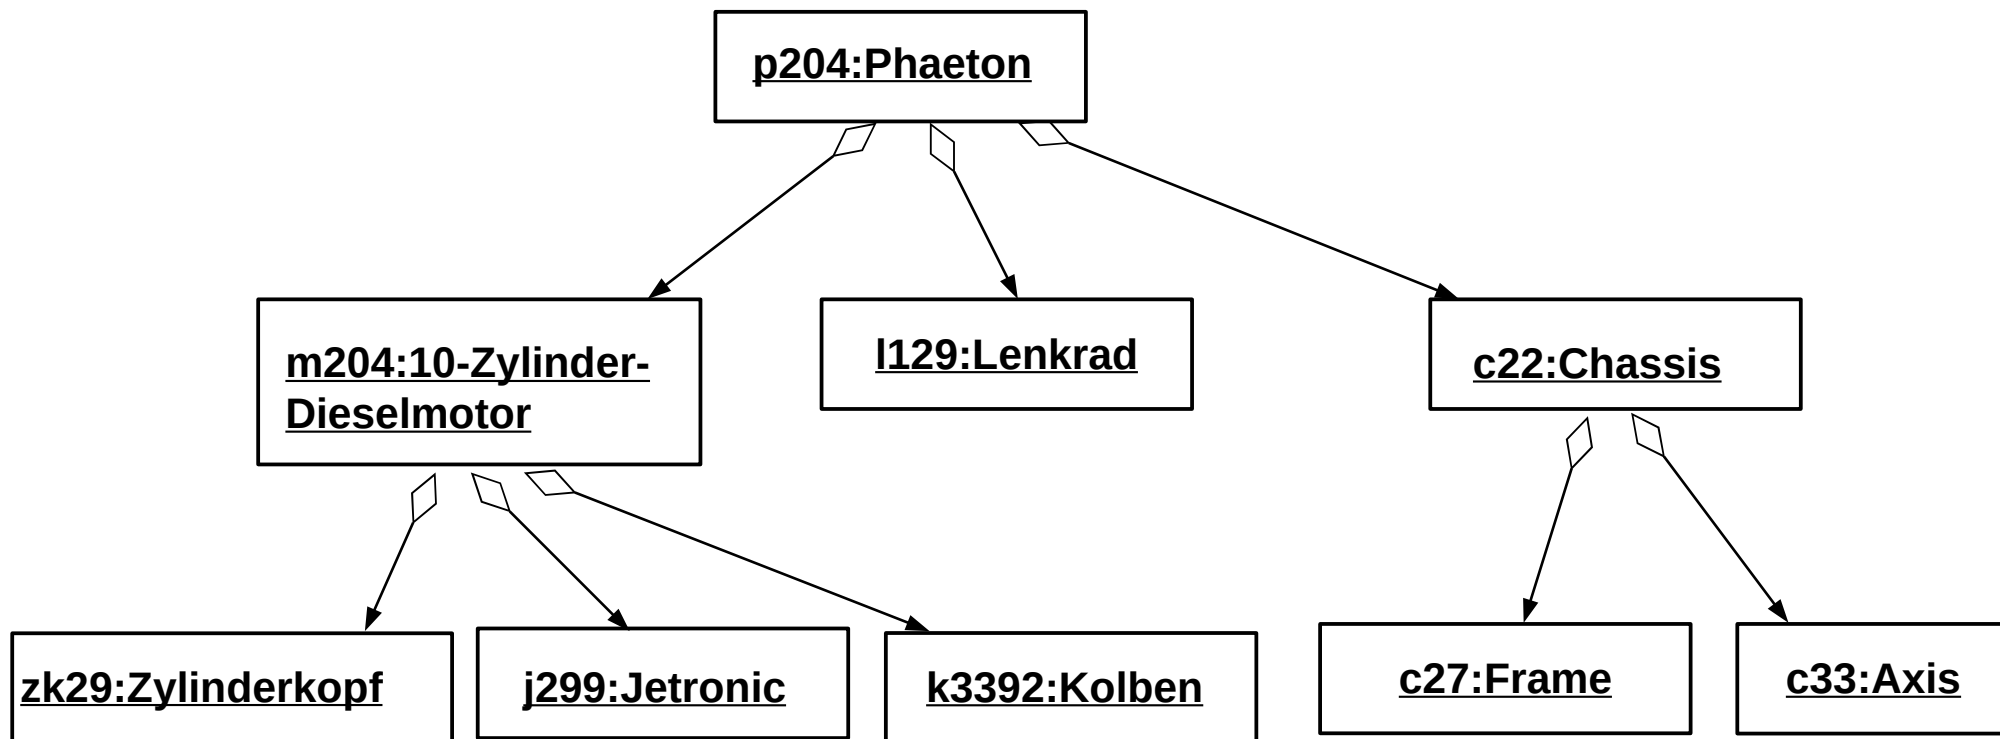 p204:Phaeton
m204:10-Zylinder-
Dieselmotor
l129:Lenkrad
c22:Chassis
zk29:Zylinderkopf
j299:Jetronic
k3392:Kolben
c27:Frame
c33:Axis